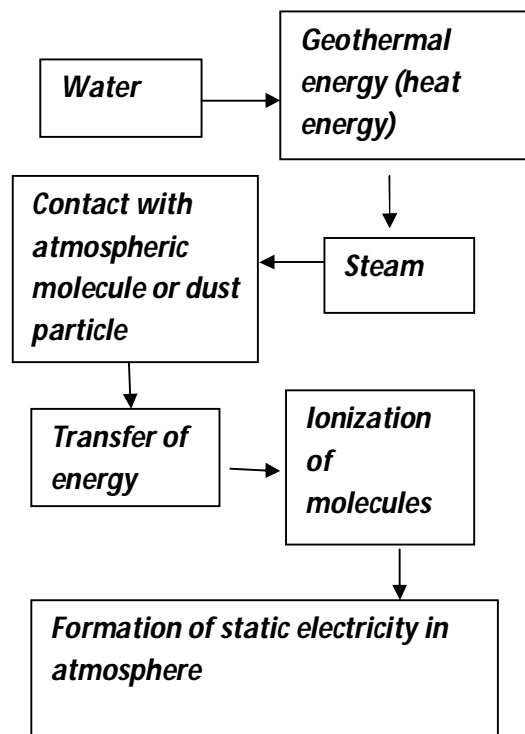 Water
Geothermal
energy (heat
energy)
Steam
Contact with
atmospheric
molecule or dust
particle
Transfer of
energy
Ionization
of
molecules
Formation of static electricity in
atmosphere